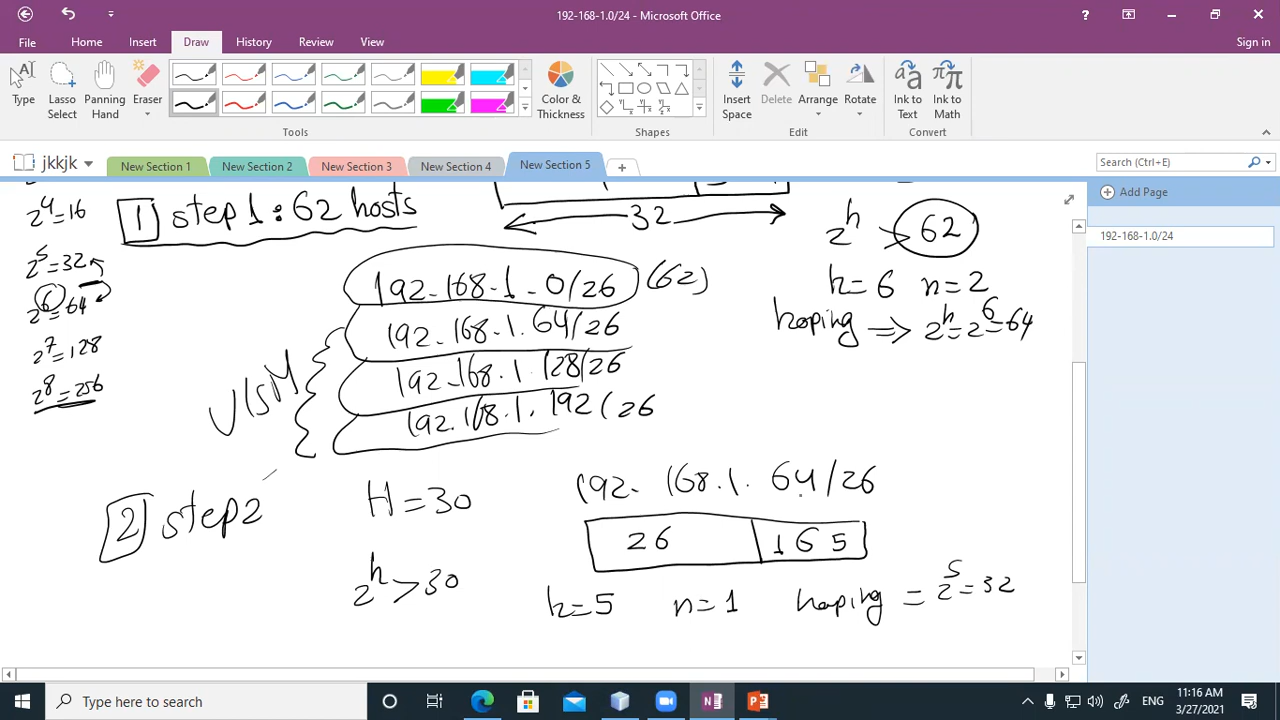 192-168-1.0/24 - Microsoft Office
File Home Insert Draw History Review View Sign in
Type Lasso Select Panning Hand Eraser Color & Thickness Insert Space Delete Arrange Rotate Ink to Text Ink to Math
Tools Shapes Edit Convert
jkkjk New Section 1 New Section 2 New Section 3 New Section 4 New Section 5 Search (Ctrl+E)
Add Page
192-168-1.0/24
2^4=16
2^5=32
2^6=64
2^7=128
2^8=256
1 step1: 62 hosts
32
2^h > 62
h=6 n=2
hoping => 2^h=2^6=64
192-168-1-0/26 (62)
192-168-1.64/26
192-168-1.128/26
192.168.1.192/26
VlSM
2 step2
H=30
2^h>30
192-168.1.64/26
26 1 5
h=5 n=1 hoping = 2^5=32
Type here to search
ENG 11:16 AM
3/27/2021